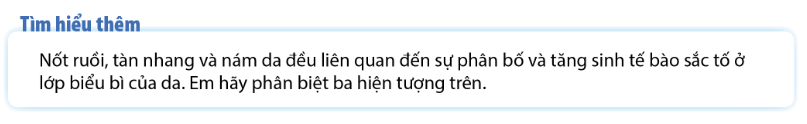 Tìm hiểu thêm
Nốt ruồi, tàn nhang và nám da đều liên quan đến sự phân bố và tăng sinh tế bào sắc tố ở
lớp biểu bì của da. Em hãy phân biệt ba hiện tượng trên.